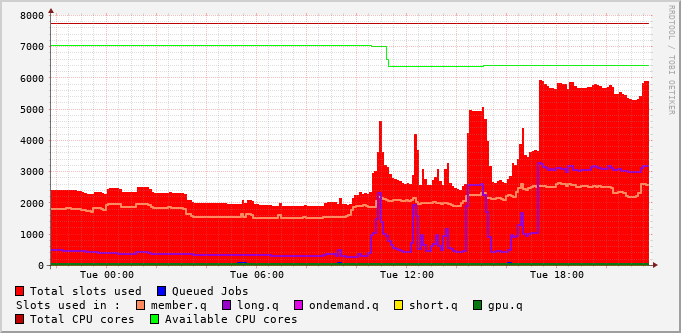 8000
7000
6000
5000
4000
3000
2000
1000
0
Tue 00:00 Tue 06:00 Tue 12:00 Tue 18:00
RRDTOOL / TOBI OETIKER
Total slots used Queued Jobs
Slots used in : member.q long.q ondemand.q short.q gpu.q
Total CPU cores Available CPU cores